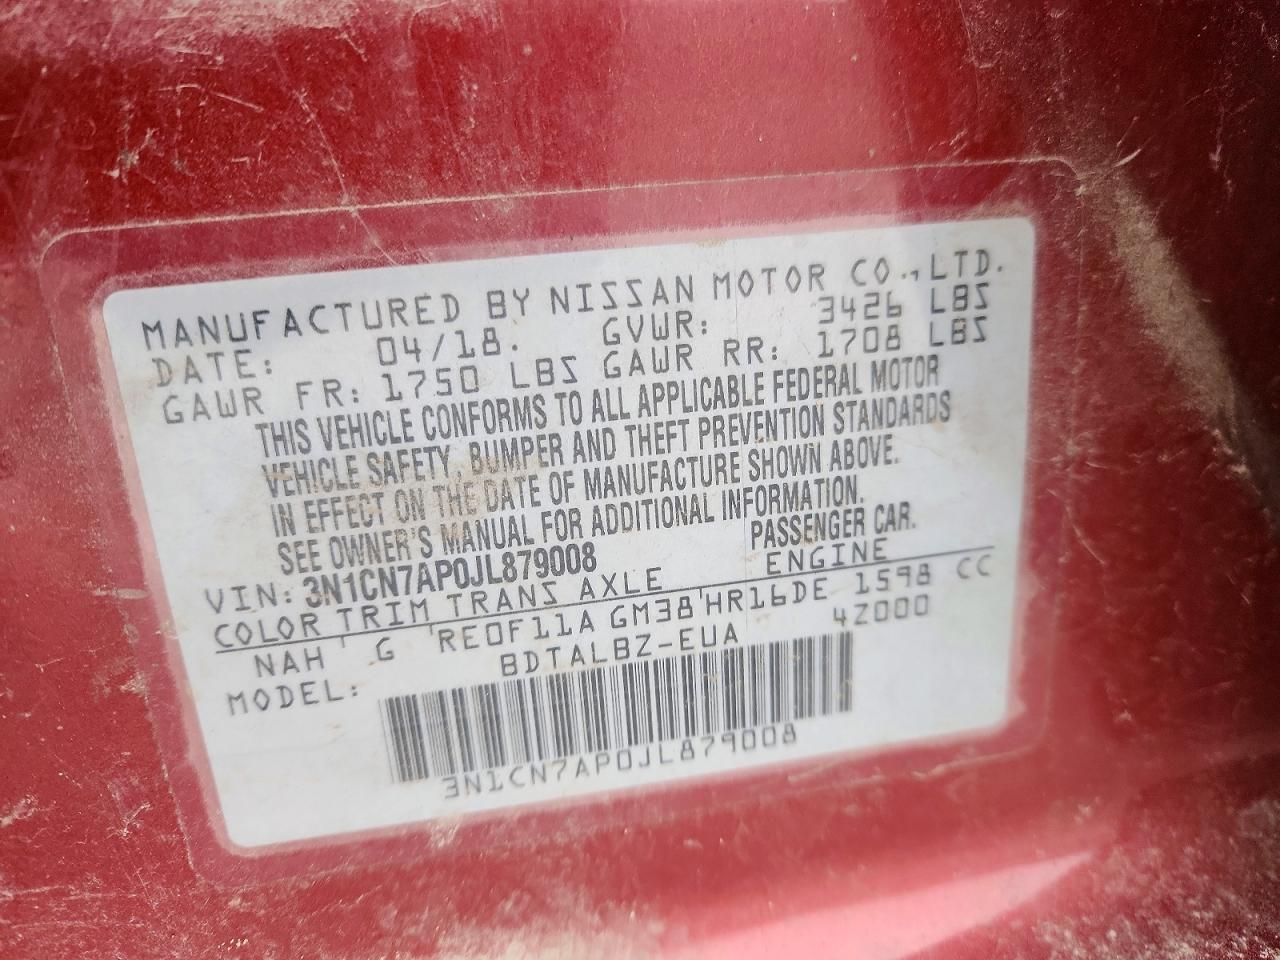 MANUFACTURED BY NISSAN MOTOR CO., LTD.
DATE: 04/18. GVWR: 3426 LBS
GAWR FR: 1750 LBS GAWR RR: 1708 LBS
THIS VEHICLE CONFORMS TO ALL APPLICABLE FEDERAL MOTOR
VEHICLE SAFETY, BUMPER AND THEFT PREVENTION STANDARDS
IN EFFECT ON THE DATE OF MANUFACTURE SHOWN ABOVE.
SEE OWNER'S MANUAL FOR ADDITIONAL INFORMATION.
VIN: 3N1CN7AP0JL879008 PASSENGER CAR.
COLOR TRIM TRANS AXLE ENGINE
NAH G RE0F11A GM38 HR16DE 1598 CC
MODEL: BDTALBZ-EUA 4Z000
3N1CN7AP0JL879008